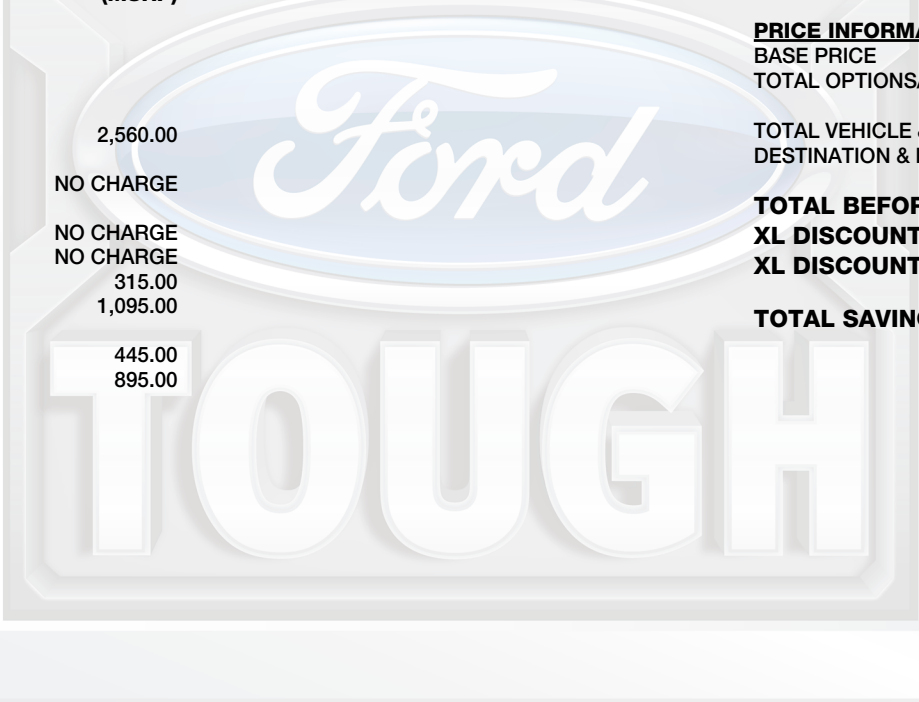 PRICE INFORMA
BASE PRICE
TOTAL OPTIONS
2,560.00
TOTAL VEHICLE &
DESTINATION &
NO CHARGE
TOTAL BEFOR
NO CHARGE
XL DISCOUNT
NO CHARGE
XL DISCOUNT
315.00
1,095.00
TOTAL SAVIN
445.00
895.00
Ford
TOUGH